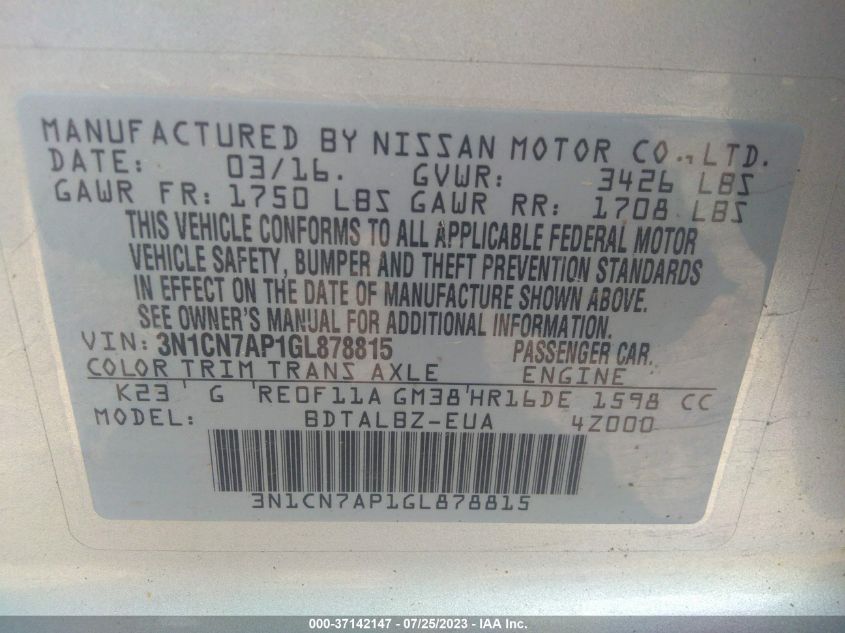 MANUFACTURED BY NISSAN MOTOR CO., LTD.
DATE: 03/16. GVWR: 3426 LBS
GAWR FR: 1750 LBS GAWR RR: 1708 LBS
THIS VEHICLE CONFORMS TO ALL APPLICABLE FEDERAL MOTOR
VEHICLE SAFETY, BUMPER AND THEFT PREVENTION STANDARDS
IN EFFECT ON THE DATE OF MANUFACTURE SHOWN ABOVE.
SEE OWNER'S MANUAL FOR ADDITIONAL INFORMATION.
VIN: 3N1CN7AP1GL878815 PASSENGER CAR.
COLOR TRIM TRANS AXLE ENGINE
K23 G RE0F11A GM38 HR16DE 1598 CC
MODEL: BDTALBZ-EUA 4Z000
3N1CN7AP1GL878815
000-37142147 - 07/25/2023 - IAA Inc.